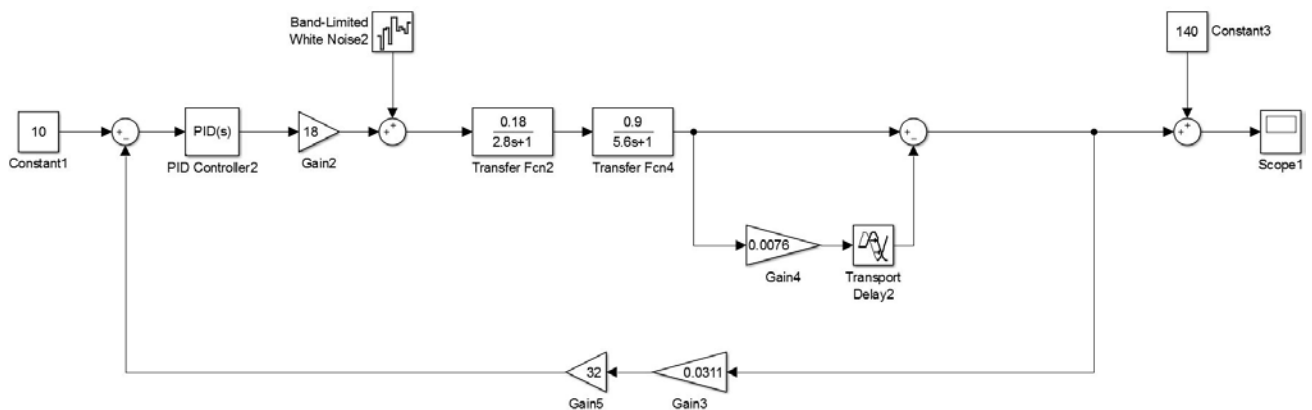 Band-Limited
White Noise2
140
Constant3
10
Constant1
+
−
PID(s)
PID Controller2
18
Gain2
+
+
0.18
2.8s+1
Transfer Fcn2
0.9
5.6s+1
Transfer Fcn4
+
−
+
+
Scope1
0.0076
Gain4
Transport
Delay2
32
Gain5
0.0311
Gain3